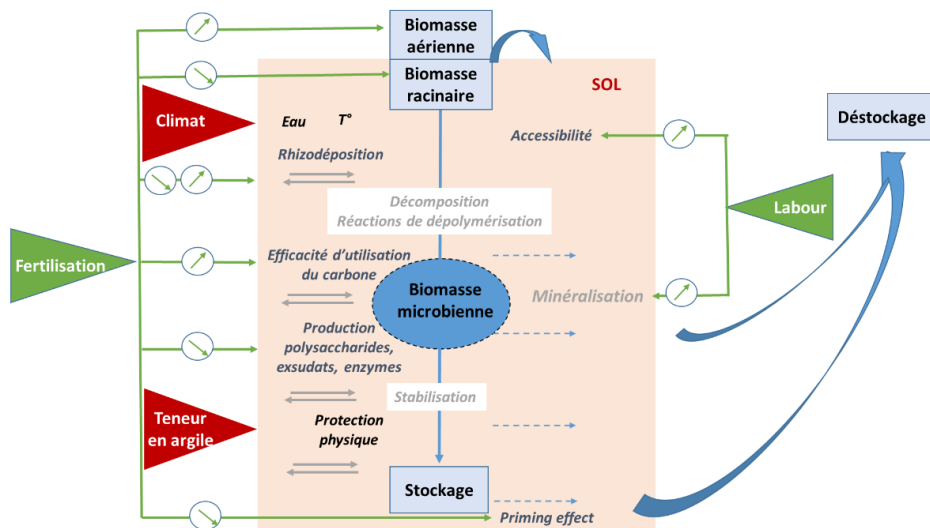 Biomasse
aérienne
Biomasse
racinaire
SOL
Climat
Eau
T°
Accessibilité
Déstockage
Rhizodéposition
Décomposition
Réactions de dépolymérisation
Labour
Fertilisation
Efficacité d’utilisation
du carbone
Biomasse
microbienne
Minéralisation
Production
polysaccharides,
exsudats, enzymes
Stabilisation
Teneur
en argile
Protection
physique
Stockage
Priming effect